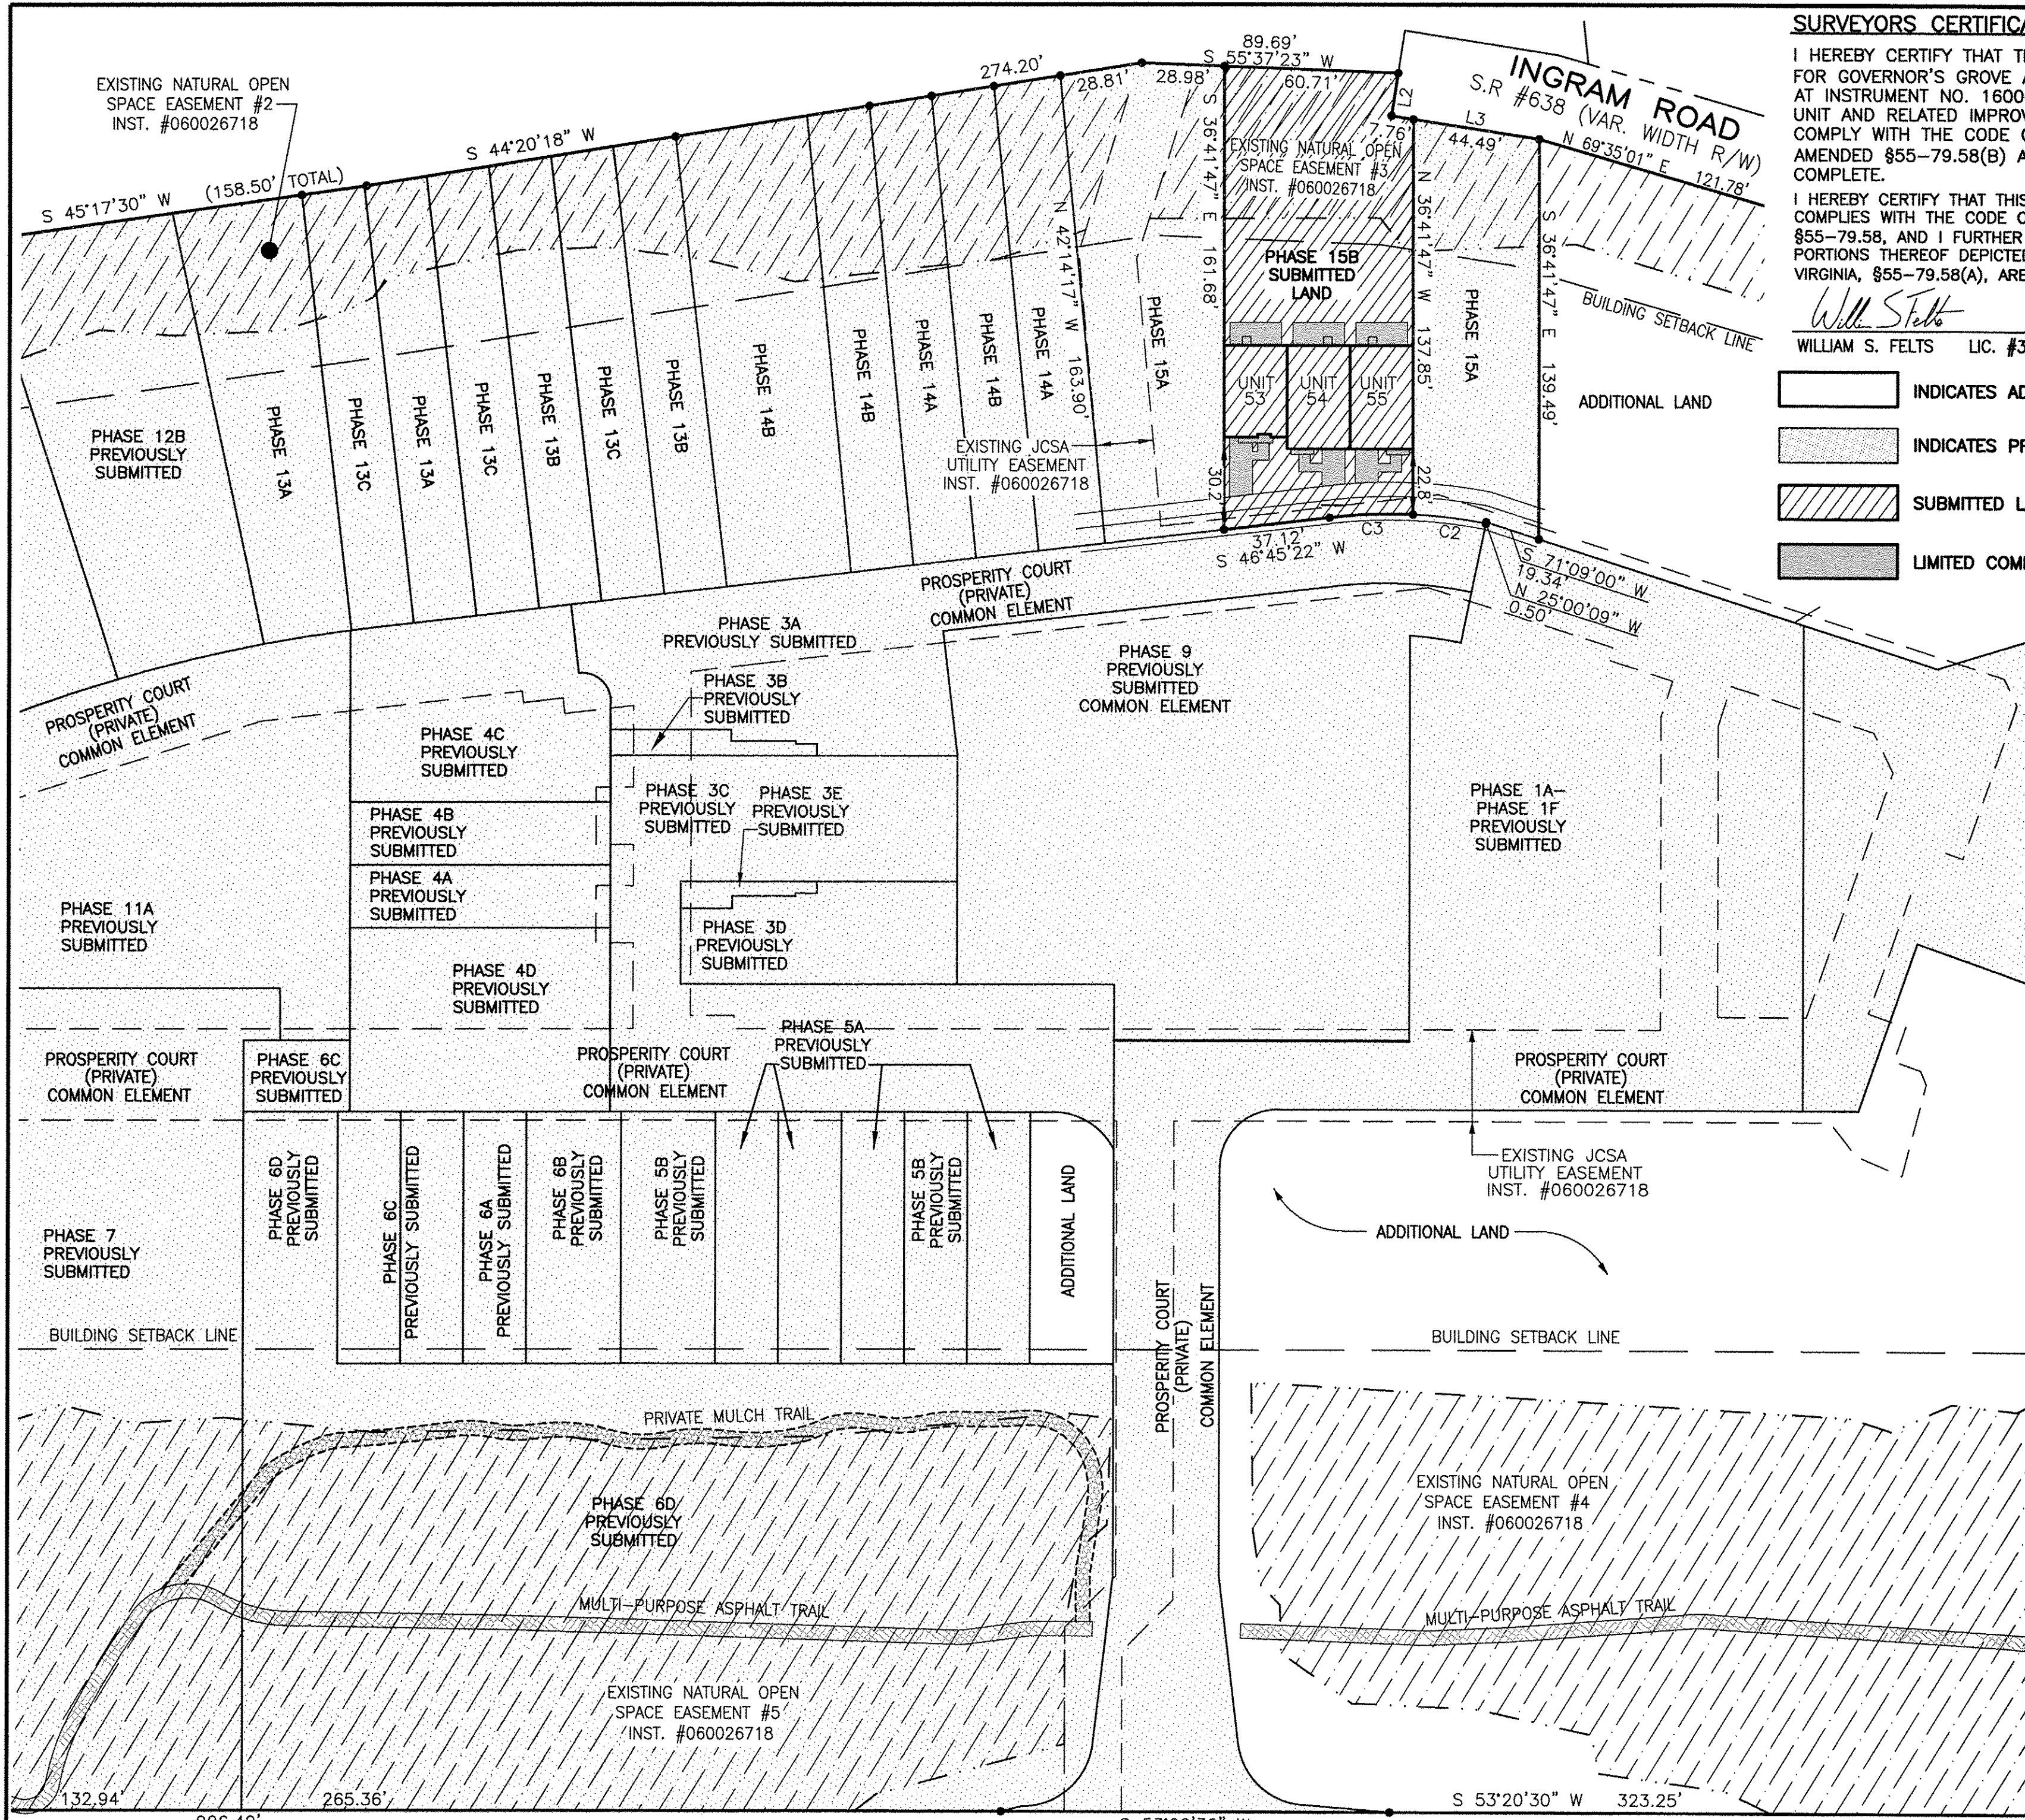 EXISTING NATURAL OPEN
SPACE EASEMENT #2
INST. #060026718
S 45°17'30" W
(158.50' TOTAL)
S 44°20'18" W
274.20'
28.81'
28.98'
89.69'
S 55°37'23" W
60.71'
L2
7.76'
L3
44.49'
INGRAM ROAD
S.R #638 (VAR. WIDTH R/W)
N 69°35'01" E
121.78'
SURVEYORS
I HEREBY CERTIFY THAT
FOR GOVERNOR'S GROVE
AT INSTRUMENT NO. 1600
UNIT AND RELATED
COMPLY WITH THE CODE
AMENDED §55-79.58(B)
COMPLETE.
I HEREBY CERTIFY THAT THIS
COMPLIES WITH THE CODE
§55-79.58, AND I FURTHER
PORTIONS THEREOF DEPICTED
VIRGINIA, §55-79.58(A),
WILLIAM S. FELTS LIC. #3
INDICATES
INDICATES
SUBMITTED
LIMITED
EXISTING NATURAL OPEN
SPACE EASEMENT #3
INST. #060026718
PHASE 15B
SUBMITTED
LAND
UNIT
53
UNIT
54
UNIT
55
S 36°41'47" E 161.68'
N 36°41'47" W 137.85'
S 36°41'47" E 139.49'
N 42°14'17" W 163.90'
30.2'
22.8'
BUILDING SETBACK LINE
ADDITIONAL LAND
PHASE 12B
PREVIOUSLY
SUBMITTED
PHASE 13A
PHASE 13C
PHASE 13A
PHASE 13C
PHASE 13B
PHASE 13C
PHASE 13B
PHASE 14B
PHASE 14B
PHASE 14A
PHASE 14B
PHASE 14A
PHASE 15A
PHASE 15A
EXISTING JCSA
UTILITY EASEMENT
INST. #060026718
37.12'
S 46°45'22" W
C3
C2
S 71°09'00" W
19.34'
N 25°00'09" W
0.50'
PROSPERITY COURT
(PRIVATE)
COMMON ELEMENT
PROSPERITY COURT
(PRIVATE)
COMMON ELEMENT
PHASE 3A
PREVIOUSLY SUBMITTED
PHASE 3B
PREVIOUSLY
SUBMITTED
PHASE 9
PREVIOUSLY
SUBMITTED
COMMON ELEMENT
PHASE 4C
PREVIOUSLY
SUBMITTED
PHASE 3C
PREVIOUSLY
SUBMITTED
PHASE 3E
PREVIOUSLY
SUBMITTED
PHASE 1A-
PHASE 1F
PREVIOUSLY
SUBMITTED
PHASE 4B
PREVIOUSLY
SUBMITTED
PHASE 4A
PREVIOUSLY
SUBMITTED
PHASE 11A
PREVIOUSLY
SUBMITTED
PHASE 3D
PREVIOUSLY
SUBMITTED
PHASE 4D
PREVIOUSLY
SUBMITTED
PHASE 5A
PREVIOUSLY
SUBMITTED
PROSPERITY COURT
(PRIVATE)
COMMON ELEMENT
PHASE 6C
PREVIOUSLY
SUBMITTED
PROSPERITY COURT
(PRIVATE)
COMMON ELEMENT
PROSPERITY COURT
(PRIVATE)
COMMON ELEMENT
EXISTING JCSA
UTILITY EASEMENT
INST. #060026718
PHASE 6D
PREVIOUSLY
SUBMITTED
PHASE 6C
PREVIOUSLY SUBMITTED
PHASE 6A
PREVIOUSLY SUBMITTED
PHASE 6B
PREVIOUSLY
SUBMITTED
PHASE 5B
PREVIOUSLY
SUBMITTED
PHASE 5B
PREVIOUSLY
SUBMITTED
ADDITIONAL LAND
PROSPERITY COURT
(PRIVATE)
COMMON ELEMENT
ADDITIONAL LAND
PHASE 7
PREVIOUSLY
SUBMITTED
BUILDING SETBACK LINE
BUILDING SETBACK LINE
PRIVATE MULCH TRAIL
PHASE 6D
PREVIOUSLY
SUBMITTED
EXISTING NATURAL OPEN
SPACE EASEMENT #4
INST. #060026718
MULTI-PURPOSE ASPHALT TRAIL
MULTI-PURPOSE ASPHALT TRAIL
EXISTING NATURAL OPEN
SPACE EASEMENT #5
INST. #060026718
132.94'
265.36'
S 53°20'30" W 323.25'